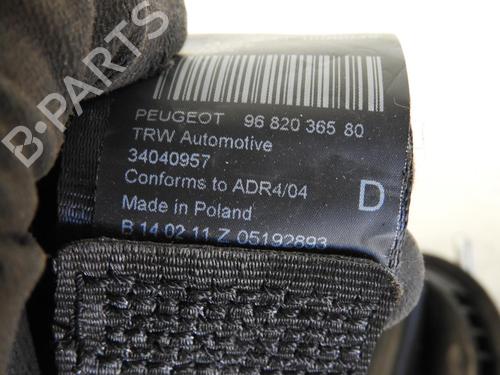 PEUGEOT 96 820 365 80
TRW Automotive
34040957
Conforms to ADR4/04
D
Made in Poland
B 14 02 11 Z 05192893
B-PARTS